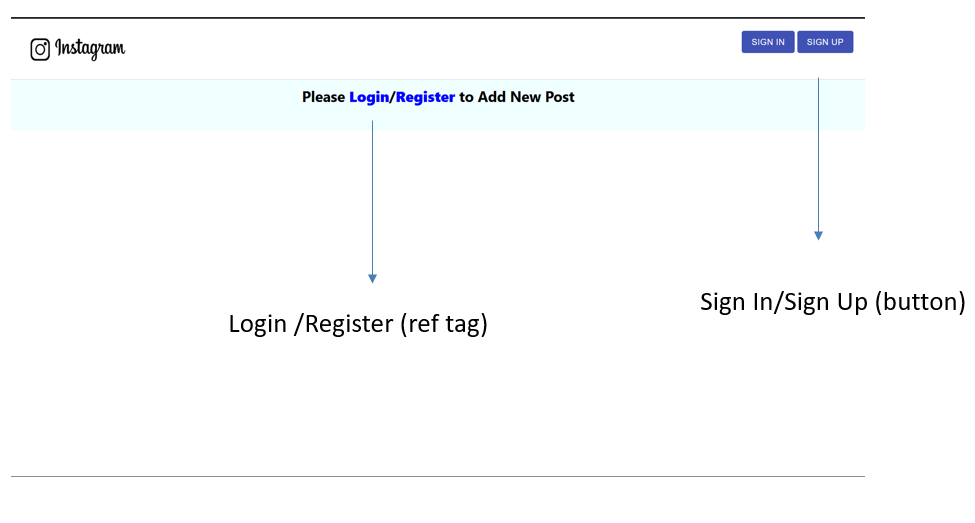 Instagram
SIGN IN SIGN UP
Please Login/Register to Add New Post
Sign In/Sign Up (button)
Login /Register (ref tag)